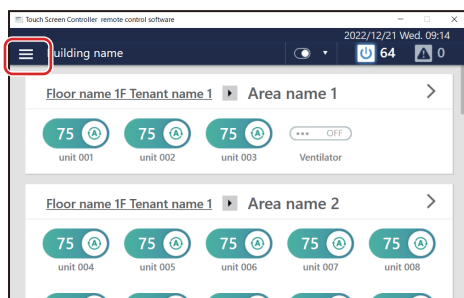 Touch Screen Controller remote control software
2022/12/21 Wed. 09:14
Building name 64 0
Floor name 1F Tenant name 1 Area name 1
75 A 75 A 75 A OFF
unit 001 unit 002 unit 003 Ventilator
Floor name 1F Tenant name 1 Area name 2
75 A 75 A 75 A 75 A 75 A
unit 004 unit 005 unit 006 unit 007 unit 008